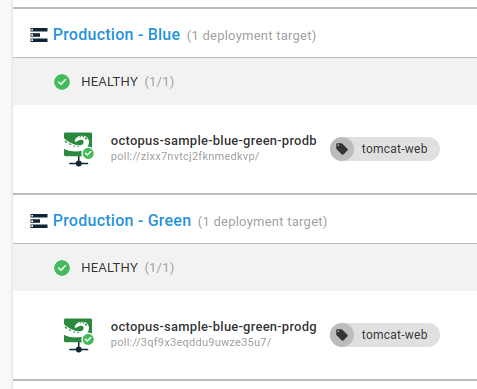 Production - Blue (1 deployment target)
HEALTHY (1/1)
octopus-sample-blue-green-prodb
poll://zlxx7nvtcj2fknmedkvp/
tomcat-web
Production - Green (1 deployment target)
HEALTHY (1/1)
octopus-sample-blue-green-prodg
poll://3qf9x3eqddu9uwze35u7/
tomcat-web